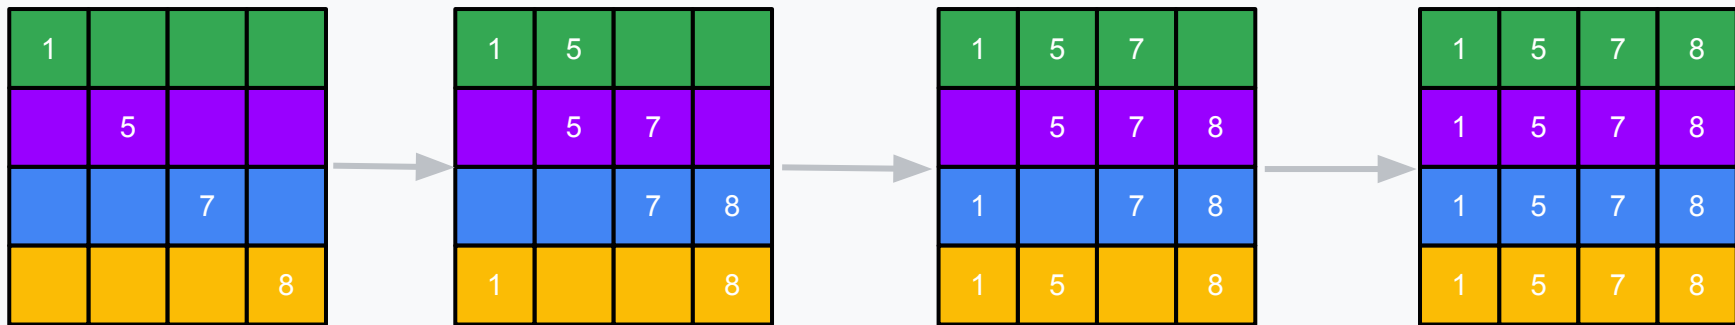 1 1 5 1 5 7 1 5 7 8
5 5 7 5 7 8 1 5 7 8
7 7 8 1 7 8 1 5 7 8
8 1 8 1 5 8 1 5 7 8